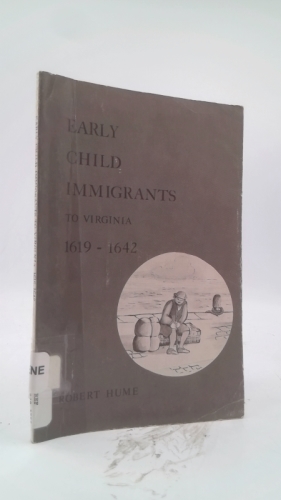 EARLY
CHILD
IMMIGRANTS
TO VIRGINIA
1619 - 1642
ROBERT HUME
NE